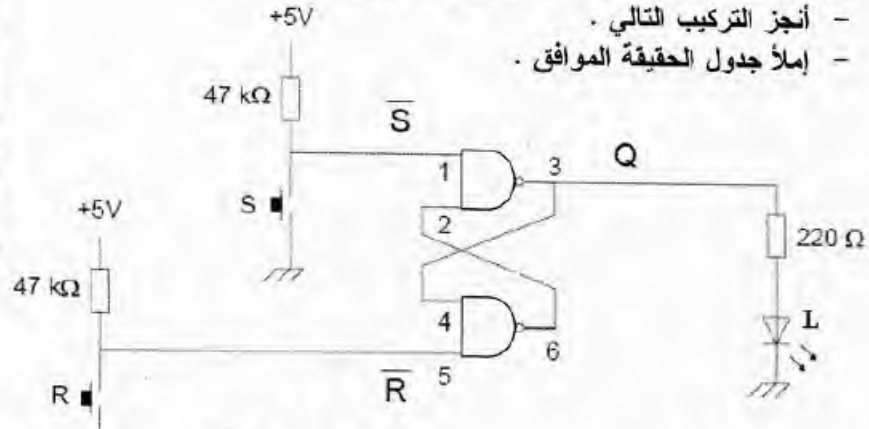 - أنجز التركيب التالي .
- إملأ جدول الحقيقة الموافق .
+5V
47 kΩ
S̅
1
3
Q
S
2
+5V
220 Ω
47 kΩ
4
L
6
R̅
5
R